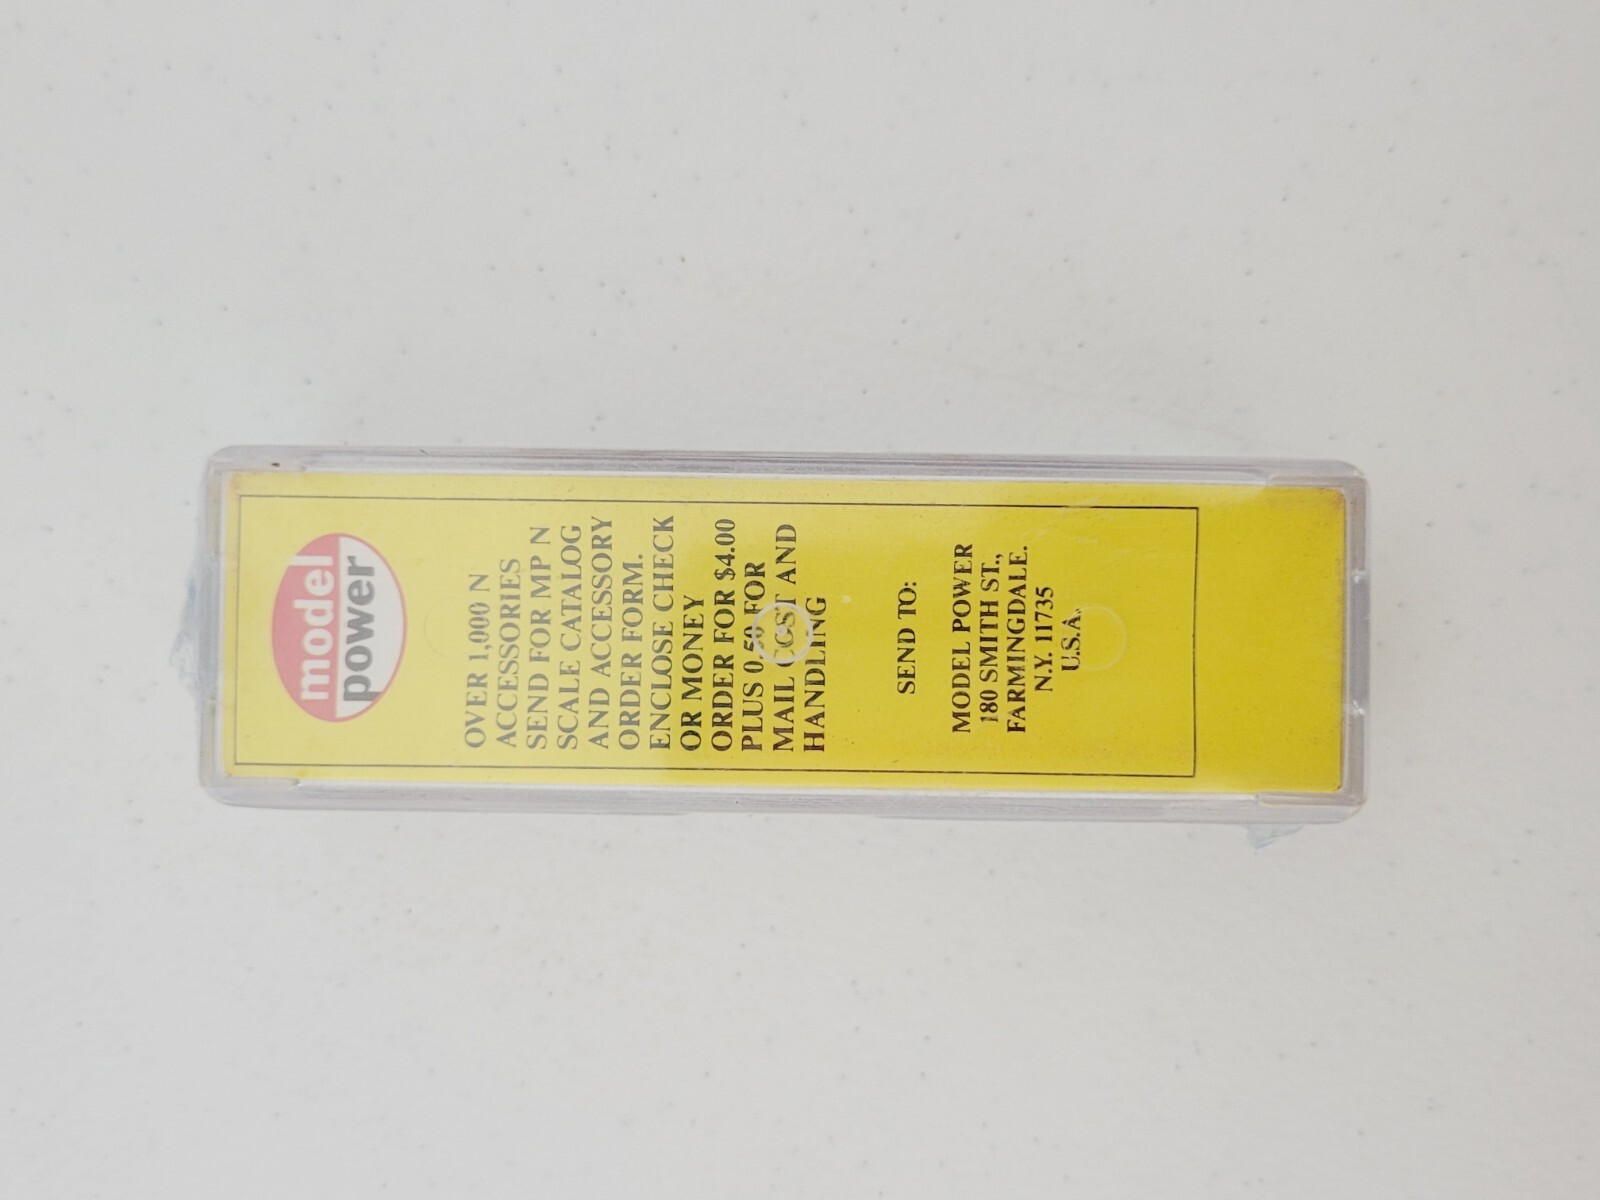 model
power
OVER 1,000 N
ACCESSORIES
SEND FOR MP N
SCALE CATALOG
AND ACCESSORY
ORDER FORM.
ENCLOSE CHECK
OR MONEY
ORDER FOR $4.00
PLUS 0.50 FOR
MAIL COST AND
HANDLING
SEND TO:
MODEL POWER
180 SMITH ST.,
FARMINGDALE.
N.Y. 11735
U.S.A.